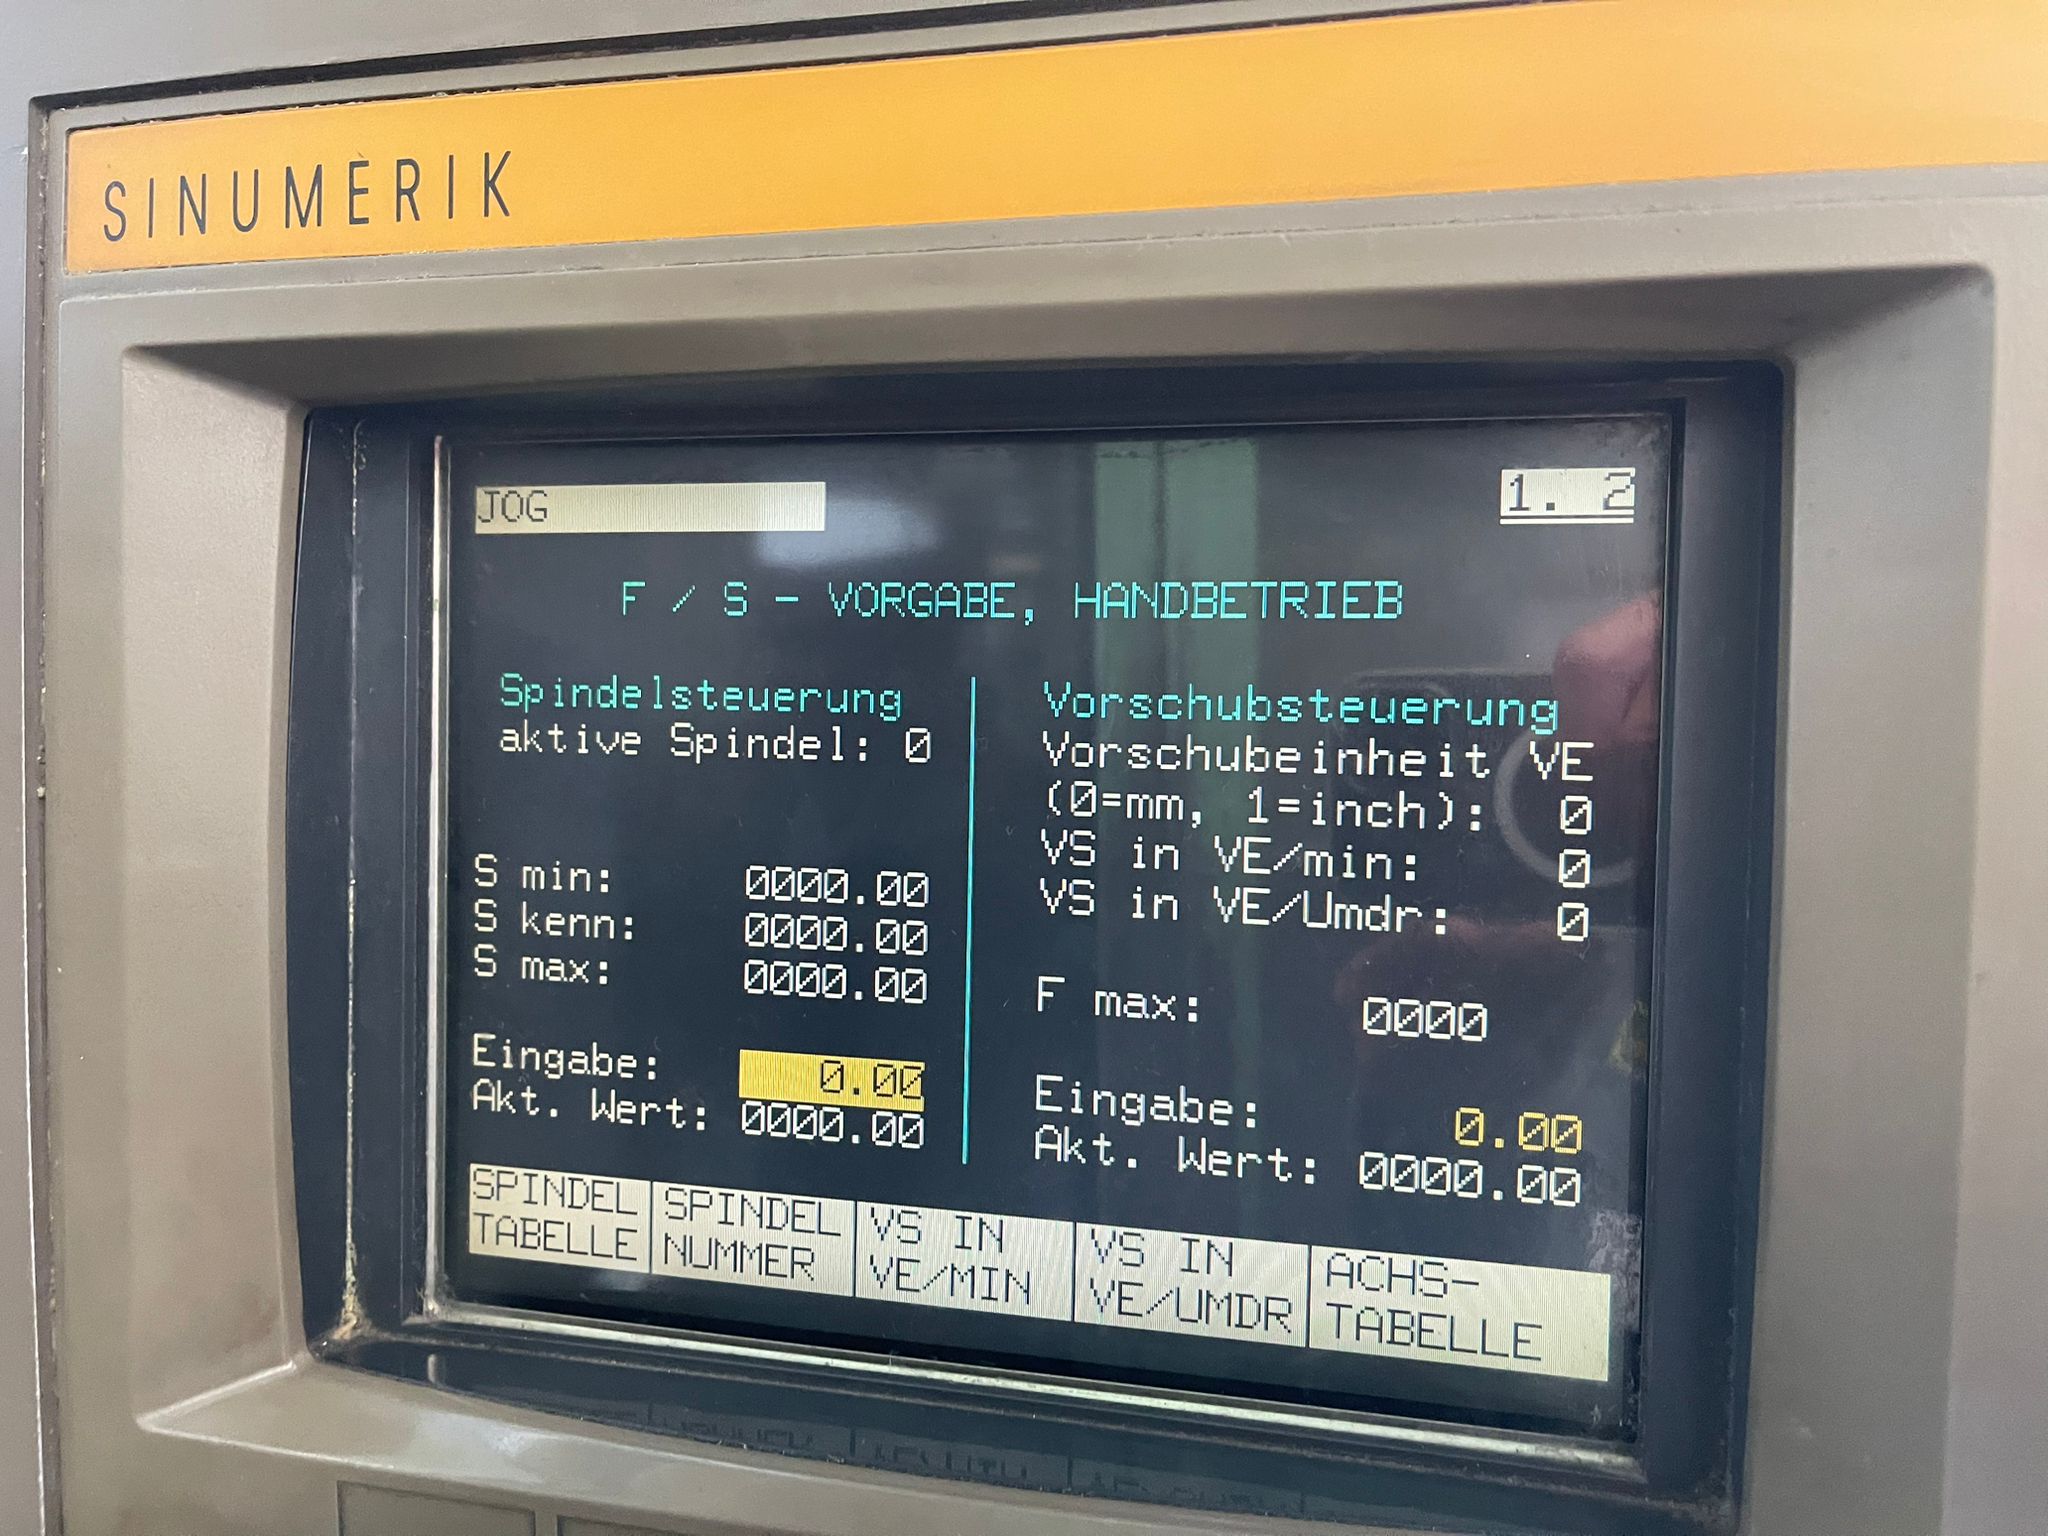 SINUMERIK
JOG
1. 2
F / S - VORGABE, HANDBETRIEB
Spindelsteuerung
aktive Spindel: 0
S min: 0000.00
S kenn: 0000.00
S max: 0000.00
Eingabe: 0.00
Akt. Wert: 0000.00
Vorschubsteuerung
Vorschubeinheit VE
(0=mm, 1=inch): 0
VS in VE/min: 0
VS in VE/Umdr: 0
F max: 0000
Eingabe: 0.00
Akt. Wert: 0000.00
SPINDEL
TABELLE
SPINDEL
NUMMER
VS IN
VE/MIN
VS IN
VE/UMDR
ACHS-
TABELLE